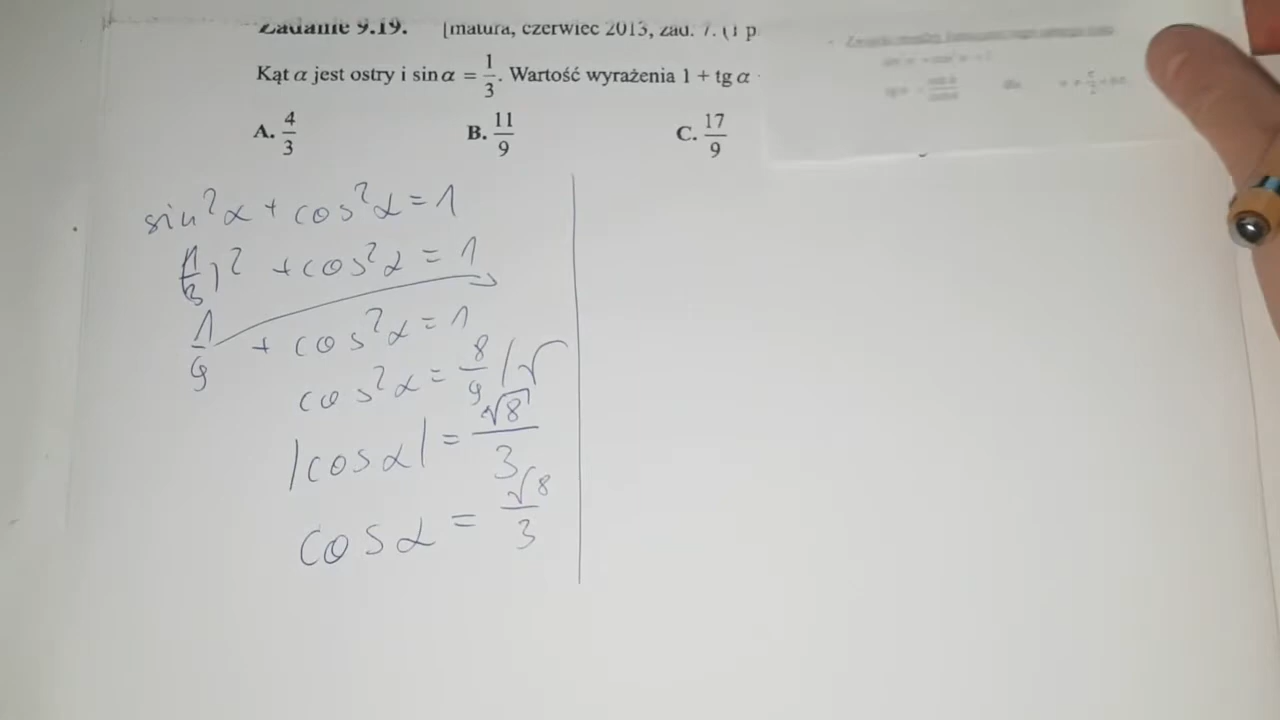 Zadanie 9.19. [matura, czerwiec 2013, zad. 7. (1 p
Kąt α jest ostry i sin α = 1/3. Wartość wyrażenia 1 + tg α ·
A. 4/3 B. 11/9 C. 17/9
sin²α + cos²α = 1
(1/3)² + cos²α = 1
1/9 + cos²α = 1
cos²α = 8/9 /√
|cosα| = √8/3
cosα = √8/3